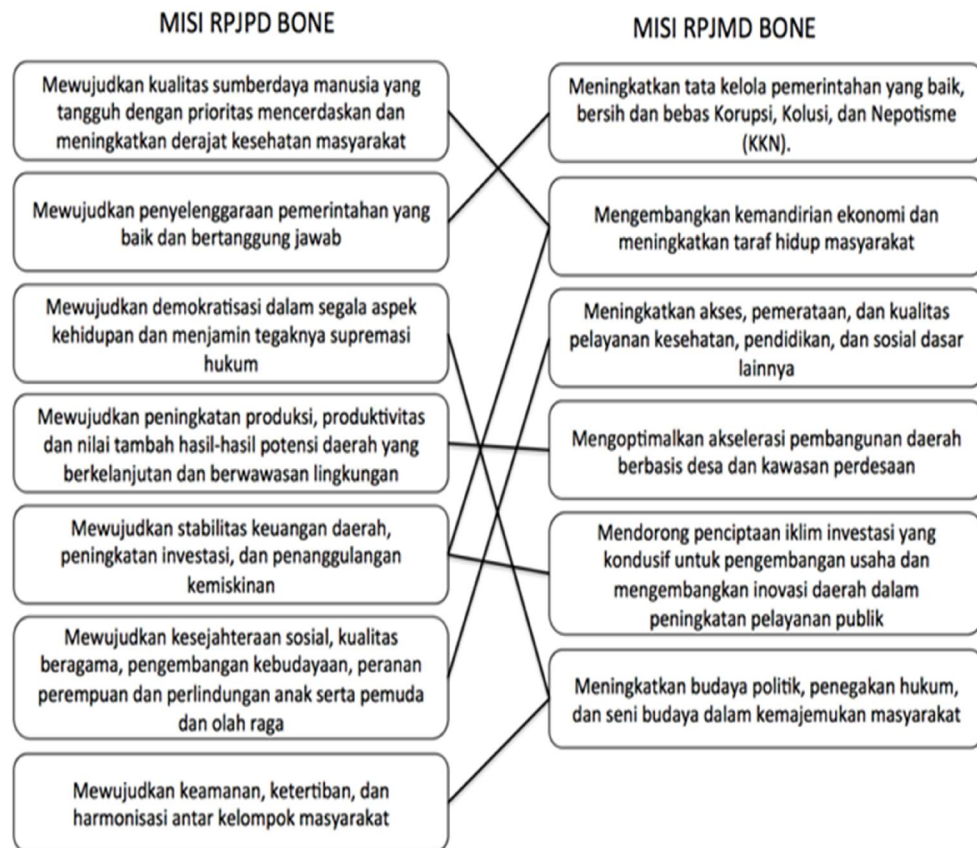 MISI RPJPD BONE
Mewujudkan kualitas sumberdaya manusia yang
tangguh dengan prioritas mencerdaskan dan
meningkatkan derajat kesehatan masyarakat
Mewujudkan penyelenggaraan pemerintahan yang
baik dan bertanggung jawab
Mewujudkan demokratisasi dalam segala aspek
kehidupan dan menjamin tegaknya supremasi
hukum
Mewujudkan peningkatan produksi, produktivitas
dan nilai tambah hasil-hasil potensi daerah yang
berkelanjutan dan berwawasan lingkungan
Mewujudkan stabilitas keuangan daerah,
peningkatan investasi, dan penanggulangan
kemiskinan
Mewujudkan kesejahteraan sosial, kualitas
beragama, pengembangan kebudayaan, peranan
perempuan dan perlindungan anak serta pemuda
dan olah raga
Mewujudkan keamanan, ketertiban, dan
harmonisasi antar kelompok masyarakat
MISI RPJMD BONE
Meningkatkan tata kelola pemerintahan yang baik,
bersih dan bebas Korupsi, Kolusi, dan Nepotisme
(KKN).
Mengembangkan kemandirian ekonomi dan
meningkatkan taraf hidup masyarakat
Meningkatkan akses, pemerataan, dan kualitas
pelayanan kesehatan, pendidikan, dan sosial dasar
lainnya
Mengoptimalkan akselerasi pembangunan daerah
berbasis desa dan kawasan perdesaan
Mendorong penciptaan iklim investasi yang
kondusif untuk pengembangan usaha dan
mengembangkan inovasi daerah dalam
peningkatan pelayanan publik
Meningkatkan budaya politik, penegakan hukum,
dan seni budaya dalam kemajemukan masyarakat